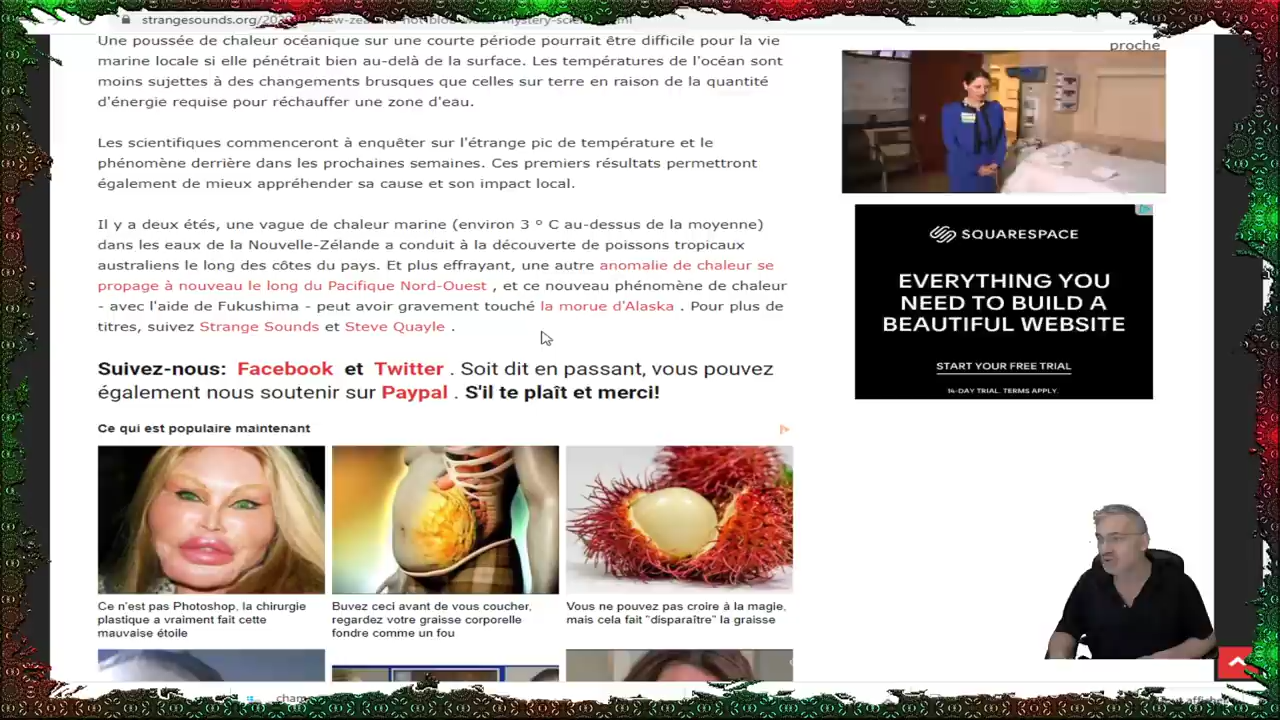 strangesounds.org/20
Une poussée de chaleur océanique sur une courte période pourrait être difficile pour la vie
marine locale si elle pénétrait bien au-delà de la surface. Les températures de l'océan sont
moins sujettes à des changements brusques que celles sur terre en raison de la quantité
d'énergie requise pour réchauffer une zone d'eau.
Les scientifiques commenceront à enquêter sur l'étrange pic de température et le
phénomène derrière dans les prochaines semaines. Ces premiers résultats permettront
également de mieux appréhender sa cause et son impact local.
Il y a deux étés, une vague de chaleur marine (environ 3 ° C au-dessus de la moyenne)
dans les eaux de la Nouvelle-Zélande a conduit à la découverte de poissons tropicaux
australiens le long des côtes du pays. Et plus effrayant, une autre anomalie de chaleur se
propage à nouveau le long du Pacifique Nord-Ouest , et ce nouveau phénomène de chaleur
- avec l'aide de Fukushima - peut avoir gravement touché la morue d'Alaska . Pour plus de
titres, suivez Strange Sounds et Steve Quayle .
Suivez-nous: Facebook et Twitter . Soit dit en passant, vous pouvez
également nous soutenir sur Paypal . S'il te plaît et merci!
Ce qui est populaire maintenant
Ce n'est pas Photoshop, la chirurgie
plastique a vraiment fait cette
mauvaise étoile
Buvez ceci avant de vous coucher,
regardez votre graisse corporelle
fondre comme un fou
Vous ne pouvez pas croire à la magie,
mais cela fait "disparaître" la graisse
proche
SQUARESPACE
EVERYTHING YOU
NEED TO BUILD A
BEAUTIFUL WEBSITE
START YOUR FREE TRIAL
14-DAY TRIAL. TERMS APPLY.